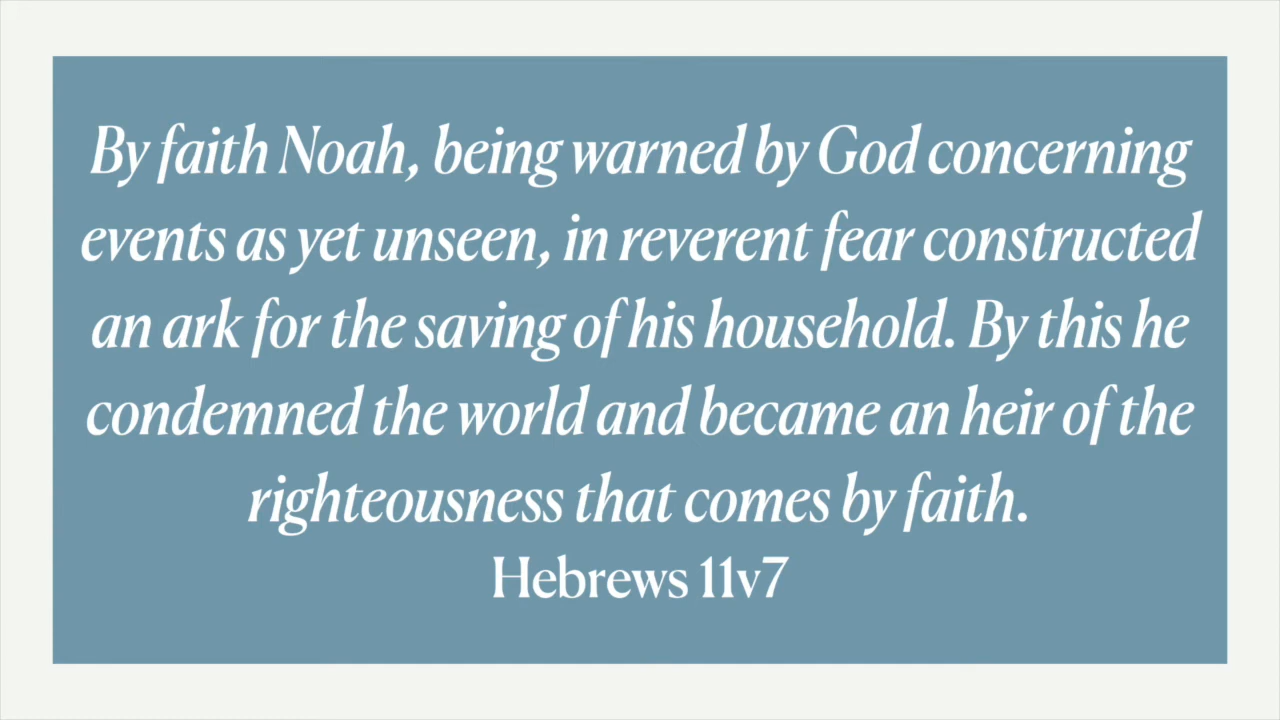 By faith Noah, being warned by God concerning
events as yet unseen, in reverent fear constructed
an ark for the saving of his household. By this he
condemned the world and became an heir of the
righteousness that comes by faith.
Hebrews 11v7